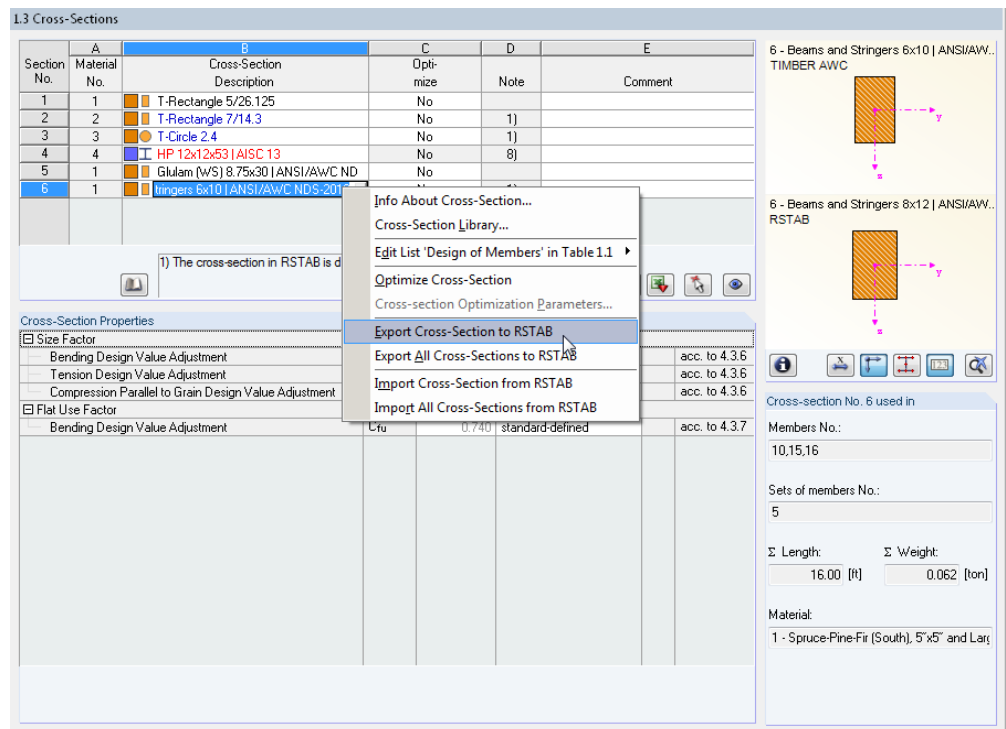 1.3 Cross-Sections
A B C D E
Section Material Cross-Section Opti-
No. No. Description mize Note Comment
1 1 T-Rectangle 5/26.125 No
2 2 T-Rectangle 7/14.3 No 1)
3 3 T-Circle 2.4 No 1)
4 4 HP 12x12x53 | AISC 13 No 8)
5 1 Glulam (WS) 8.75x30 | ANSI/AWC ND No
6 1 tringers 6x10 | ANSI/AWC NDS-2015
1) The cross-section in RSTAB is d
Info About Cross-Section...
Cross-Section Library...
Edit List 'Design of Members' in Table 1.1
Optimize Cross-Section
Cross-section Optimization Parameters...
Export Cross-Section to RSTAB
Export All Cross-Sections to RSTAB
Import Cross-Section from RSTAB
Import All Cross-Sections from RSTAB
Cross-Section Properties
Size Factor
Bending Design Value Adjustment acc. to 4.3.6
Tension Design Value Adjustment acc. to 4.3.6
Compression Parallel to Grain Design Value Adjustment acc. to 4.3.6
Flat Use Factor
Bending Design Value Adjustment Cfu 0.740 standard-defined acc. to 4.3.7
6 - Beams and Stringers 6x10 | ANSI/AW..
TIMBER AWC
y
z
6 - Beams and Stringers 8x12 | ANSI/AW..
RSTAB
y
z
Cross-section No. 6 used in
Members No.:
10,15,16
Sets of members No.:
5
Σ Length: Σ Weight:
16.00 [ft] 0.062 [ton]
Material:
1 - Spruce-Pine-Fir (South), 5"x5" and Larg